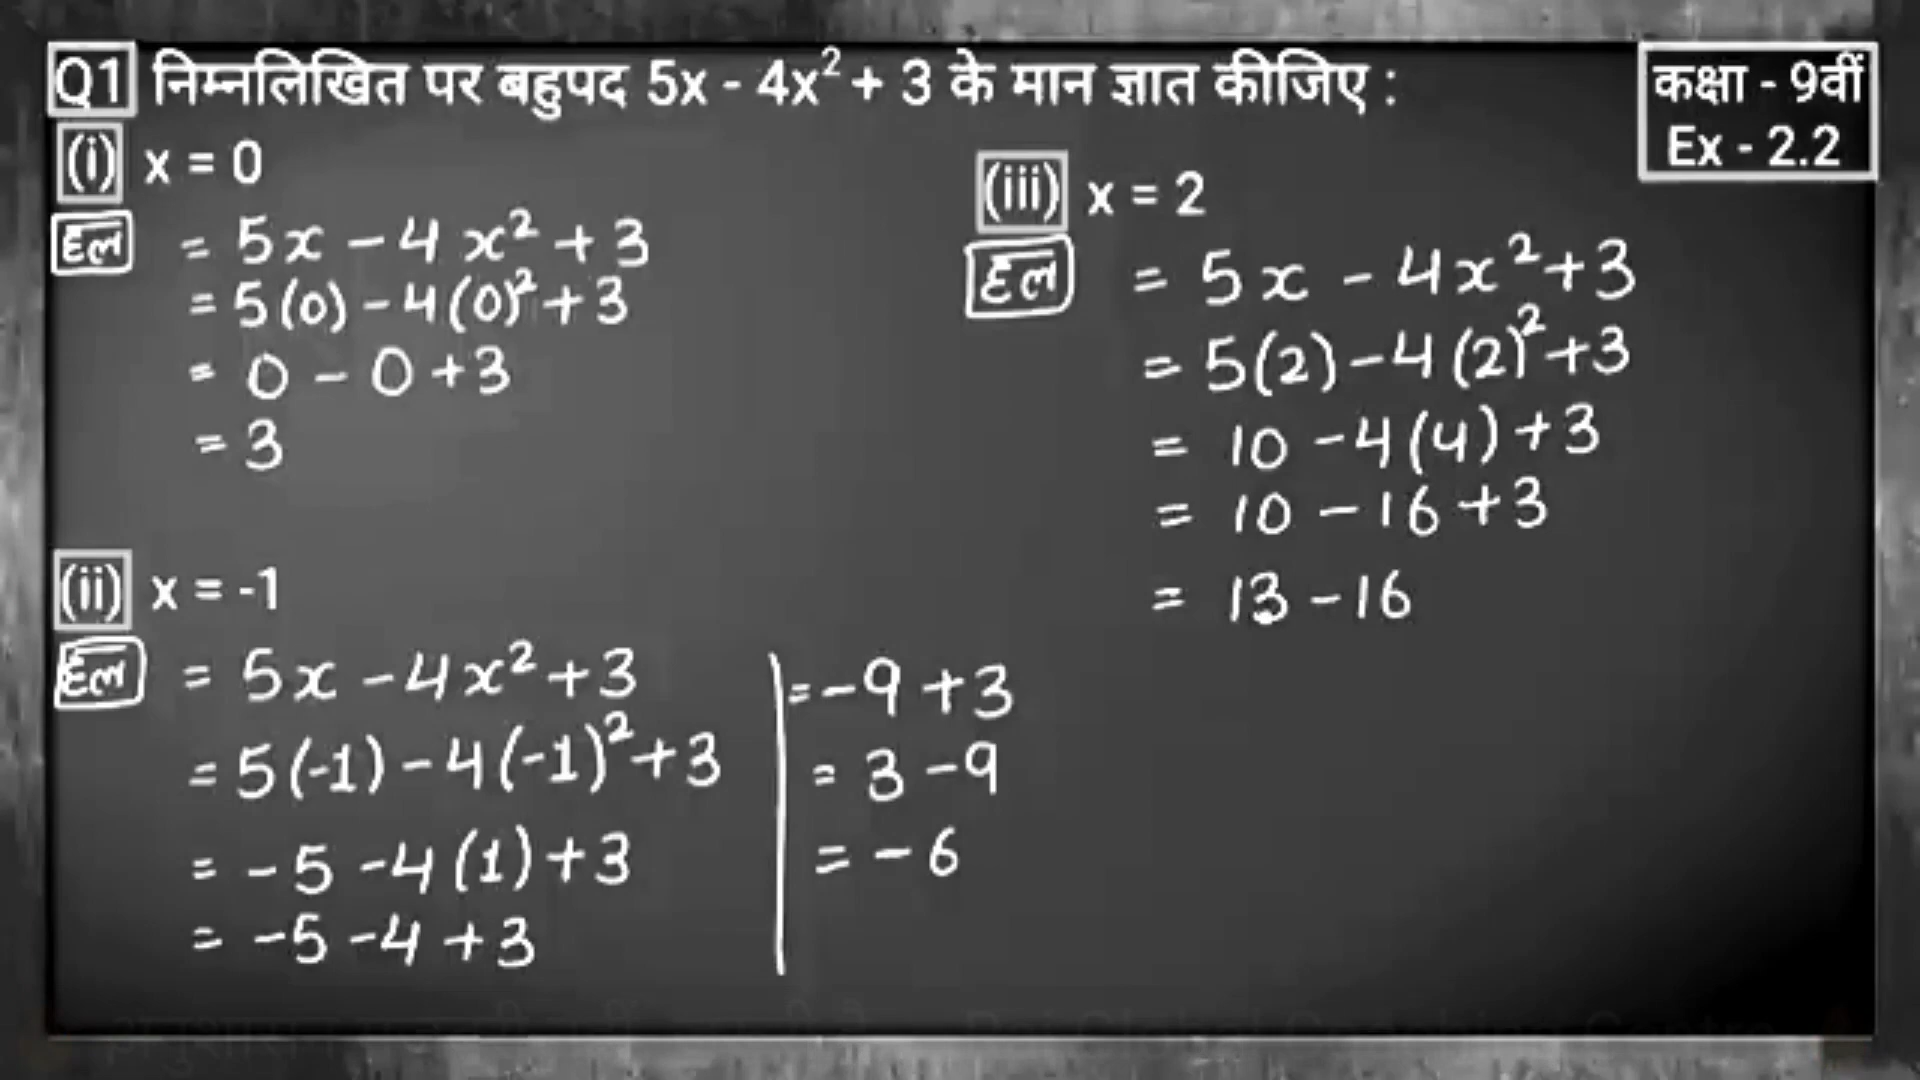 Q1 निम्नलिखित पर बहुपद 5x - 4x² + 3 के मान ज्ञात कीजिए :
कक्षा - 9वीं
Ex - 2.2
(i) x = 0
हल = 5x - 4x² + 3
= 5(0) - 4(0)² + 3
= 0 - 0 + 3
= 3
(ii) x = -1
हल = 5x - 4x² + 3
= 5(-1) - 4(-1)² + 3
= -5 - 4(1) + 3
= -5 - 4 + 3
= -9 + 3
= 3 - 9
= -6
(iii) x = 2
हल = 5x - 4x² + 3
= 5(2) - 4(2)² + 3
= 10 - 4(4) + 3
= 10 - 16 + 3
= 13 - 16